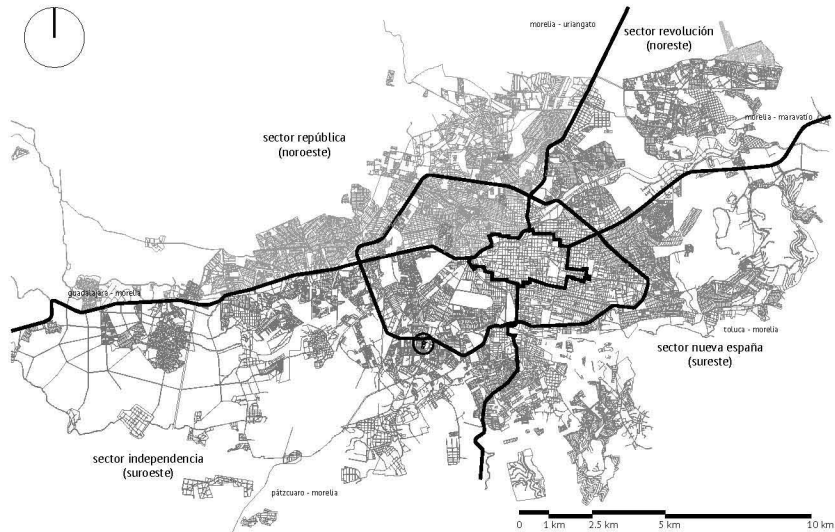 morelia - uriangato
sector revolución
(noreste)
morelia - maravatío
sector república
(noroeste)
guadalajara - morelia
toluca - morelia
sector nueva españa
(sureste)
sector independencia
(suroeste)
pátzcuaro - morelia
0 1 km 2.5 km 5 km 10 km